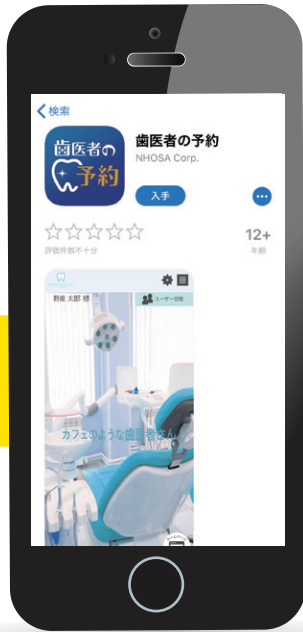 検索
歯医者の
予約
歯医者の予約
NHOSA Corp.
入手
評価件数不十分
12+
年齢
野座 太郎 様
ユーザー切替
カフェのような歯医者さん